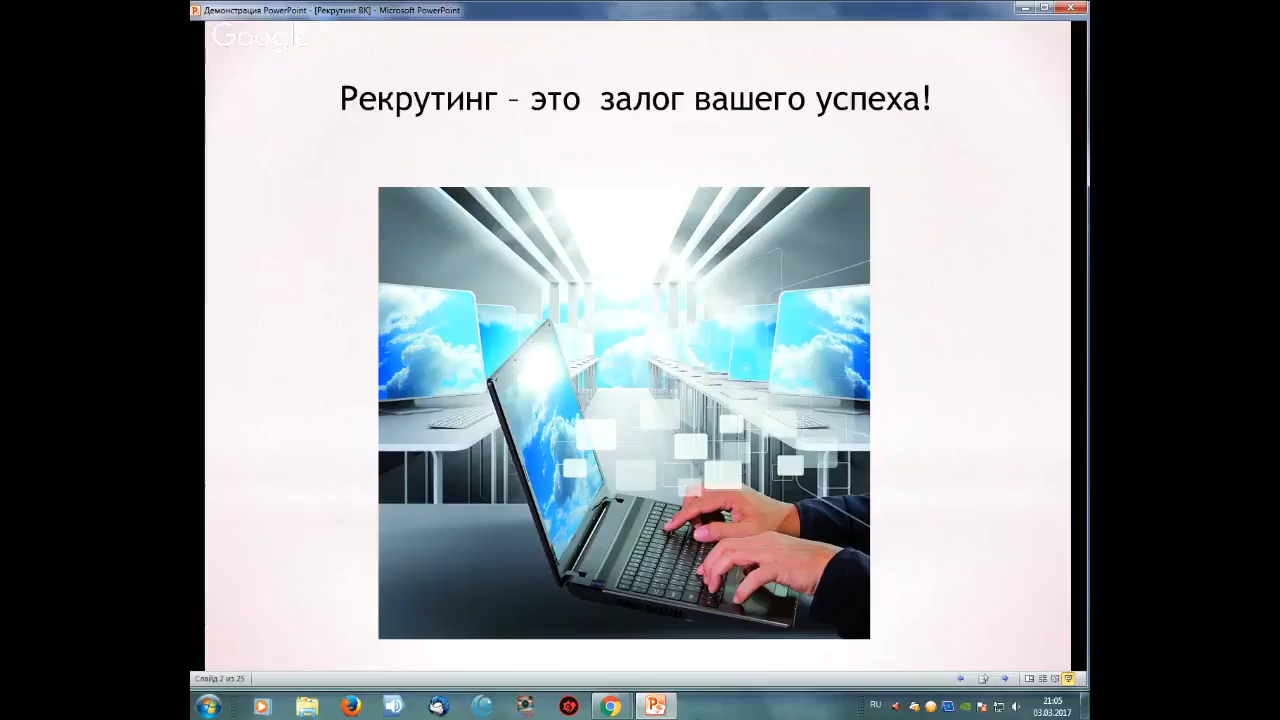 Демонстрация PowerPoint - [Рекрутинг ВК] - Microsoft PowerPoint
Google
Рекрутинг – это залог вашего успеха!
Слайд 2 из 25
RU
21:05
03.03.2017